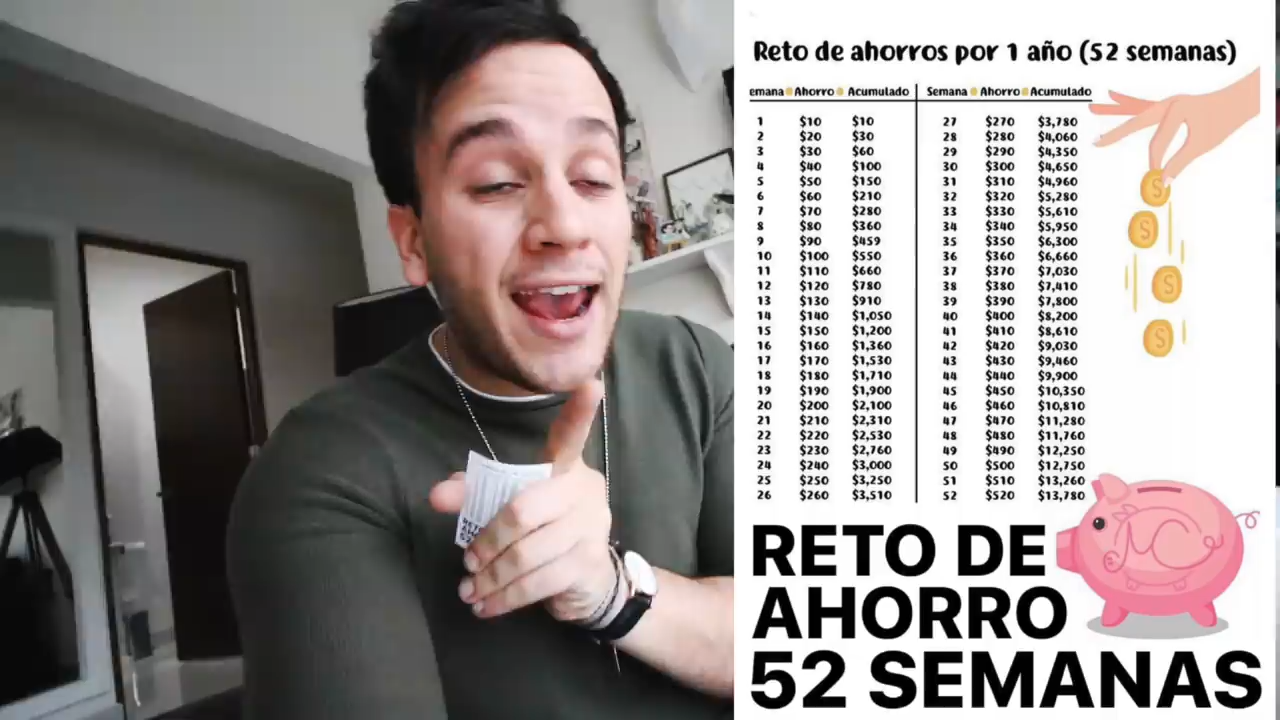 Reto de ahorros por 1 año (52 semanas)
emana Ahorro Acumulado Semana Ahorro Acumulado
1 $10 $10 27 $270 $3,780
2 $20 $30 28 $280 $4,060
3 $30 $60 29 $290 $4,350
4 $40 $100 30 $300 $4,650
5 $50 $150 31 $310 $4,960
6 $60 $210 32 $320 $5,280
7 $70 $280 33 $330 $5,610
8 $80 $360 34 $340 $5,950
9 $90 $459 35 $350 $6,300
10 $100 $550 36 $360 $6,660
11 $110 $660 37 $370 $7,030
12 $120 $780 38 $380 $7,410
13 $130 $910 39 $390 $7,800
14 $140 $1,050 40 $400 $8,200
15 $150 $1,200 41 $410 $8,610
16 $160 $1,360 42 $420 $9,030
17 $170 $1,530 43 $430 $9,460
18 $180 $1,710 44 $440 $9,900
19 $190 $1,900 45 $450 $10,350
20 $200 $2,100 46 $460 $10,810
21 $210 $2,310 47 $470 $11,280
22 $220 $2,530 48 $480 $11,760
23 $230 $2,760 49 $490 $12,250
24 $240 $3,000 50 $500 $12,750
25 $250 $3,250 51 $510 $13,260
26 $260 $3,510 52 $520 $13,780
RETO DE
AHORRO
52 SEMANAS